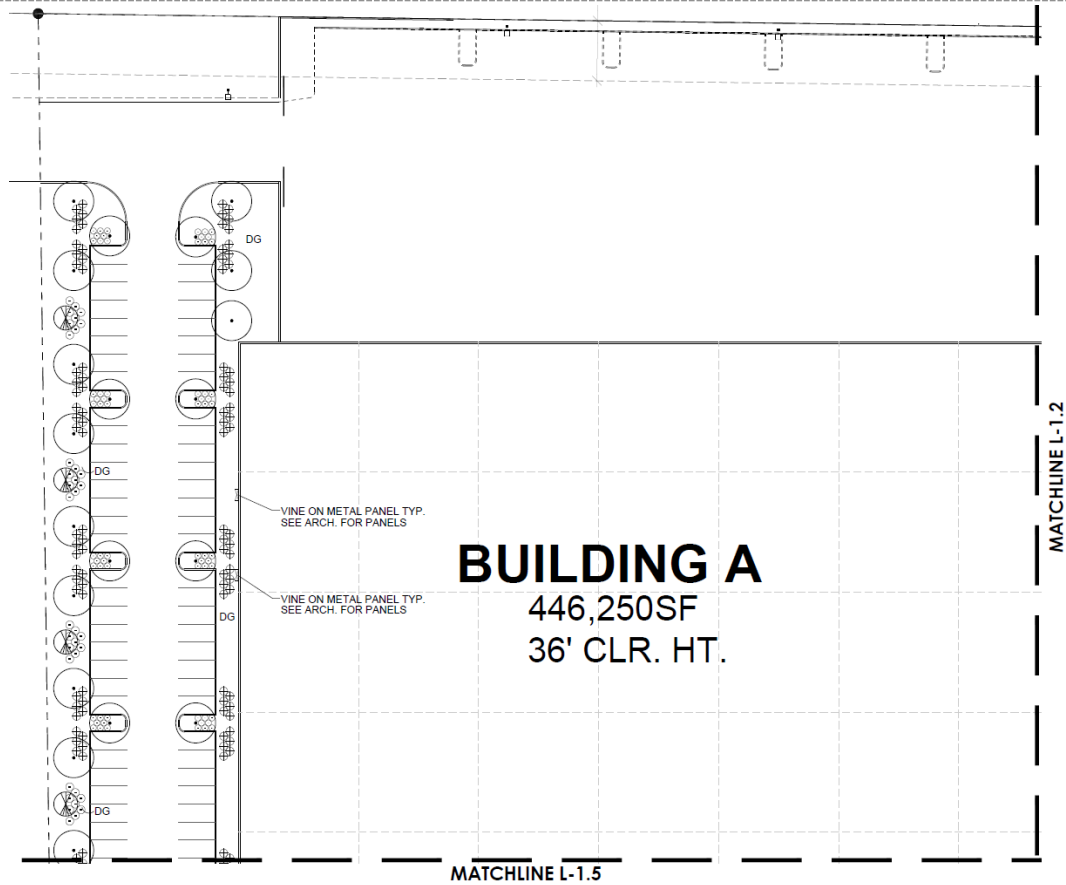 DG
DG
VINE ON METAL PANEL TYP.
SEE ARCH. FOR PANELS
BUILDING A
446,250SF
36' CLR. HT.
VINE ON METAL PANEL TYP.
SEE ARCH. FOR PANELS
DG
DG
MATCHLINE L-1.2
MATCHLINE L-1.5